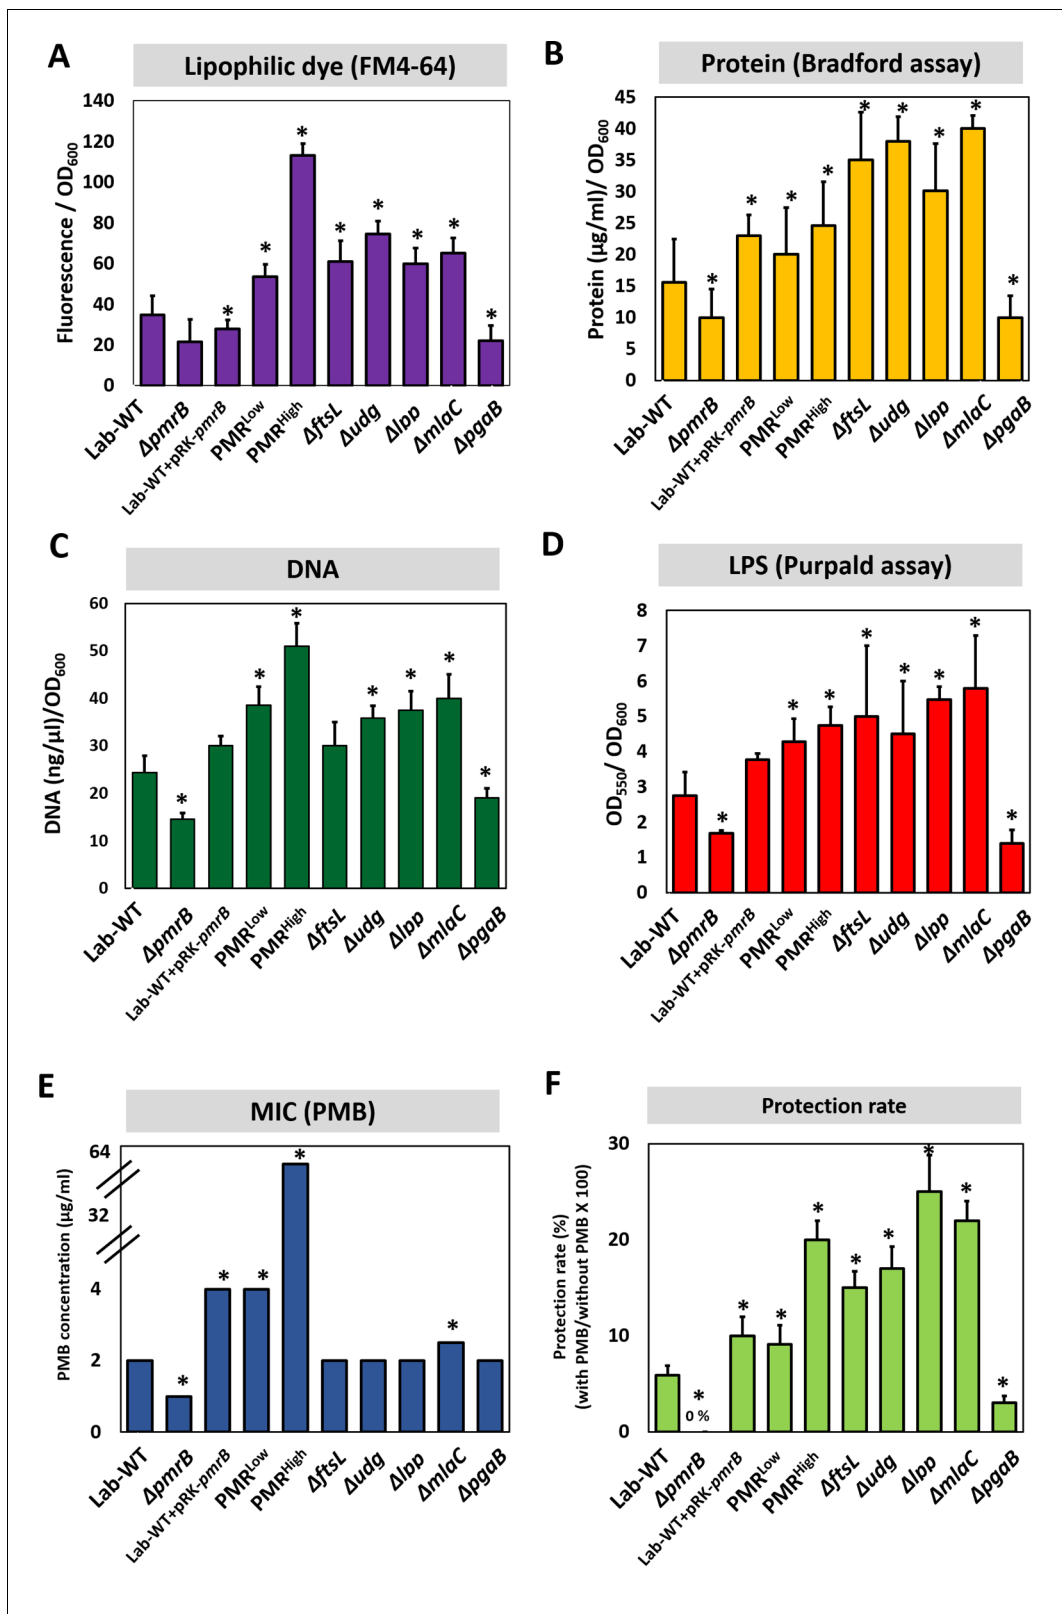 A
Lipophilic dye (FM4-64)
Fluorescence / OD600
140
120
100
80
60
40
20
0
Lab-WT
ΔpmrB
Lab-WT+pRK-pmrB
PMRLow
PMRHigh
ΔftsL
Δudg
Δlpp
ΔmlaC
ΔpgaB
* * * * * * * *
B
Protein (Bradford assay)
Protein (µg/ml)/ OD600
45
40
35
30
25
20
15
10
5
0
Lab-WT
ΔpmrB
Lab-WT+pRK-pmrB
PMRLow
PMRHigh
ΔftsL
Δudg
Δlpp
ΔmlaC
ΔpgaB
* * * * * * * * *
C
DNA
DNA (ng/µl)/OD600
60
50
40
30
20
10
0
Lab-WT
ΔpmrB
Lab-WT+pRK-pmrB
PMRLow
PMRHigh
ΔftsL
Δudg
Δlpp
ΔmlaC
ΔpgaB
* * * * * * *
D
LPS (Purpald assay)
OD550/ OD600
8
7
6
5
4
3
2
1
0
Lab-WT
ΔpmrB
Lab-WT+pRK-pmrB
PMRLow
PMRHigh
ΔftsL
Δudg
Δlpp
ΔmlaC
ΔpgaB
* * * * * * * *
E
MIC (PMB)
PMB concentration (µg/ml)
64
32
4
2
0
Lab-WT
ΔpmrB
Lab-WT+pRK-pmrB
PMRLow
PMRHigh
ΔftsL
Δudg
Δlpp
ΔmlaC
ΔpgaB
* * * * *
F
Protection rate
Protection rate (%)
(with PMB/without PMB X 100)
30
20
10
0
0 %
Lab-WT
ΔpmrB
Lab-WT+pRK-pmrB
PMRLow
PMRHigh
ΔftsL
Δudg
Δlpp
ΔmlaC
ΔpgaB
* * * * * * * * *